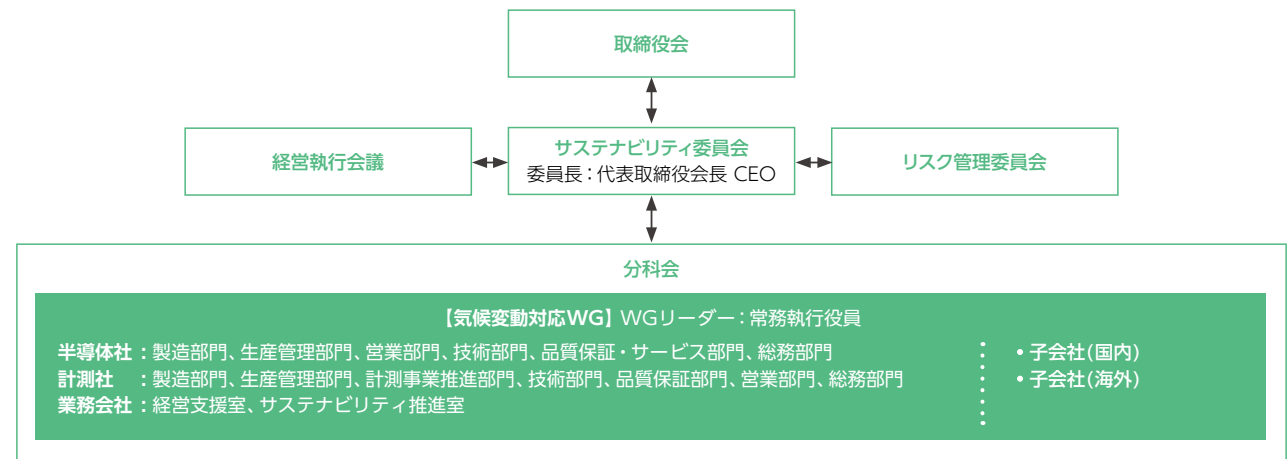 取締役会
経営執行会議
サステナビリティ委員会
委員長：代表取締役会長 CEO
リスク管理委員会
分科会
【気候変動対応WG】WGリーダー：常務執行役員
半導体社：製造部門、生産管理部門、営業部門、技術部門、品質保証・サービス部門、総務部門
計測社：製造部門、生産管理部門、計測事業推進部門、技術部門、品質保証部門、営業部門、総務部門
業務会社：経営支援室、サステナビリティ推進室
• 子会社(国内)
• 子会社(海外)